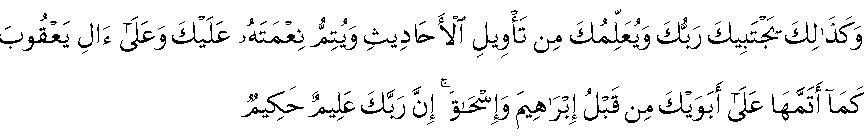 وَكَذَٰلِكَ يَجْتَبِيكَ رَبُّكَ وَيُعَلِّمُكَ مِن تَأْوِيلِ ٱلْأَحَادِيثِ وَيُتِمُّ نِعْمَتَهُۥ عَلَيْكَ وَعَلَىٰٓ ءَالِ يَعْقُوبَ
كَمَآ أَتَمَّهَا عَلَىٰٓ أَبَوَيْكَ مِن قَبْلُ إِبْرَٰهِيمَ وَإِسْحَٰقَ ۚ إِنَّ رَبَّكَ عَلِيمٌ حَكِيمٌ